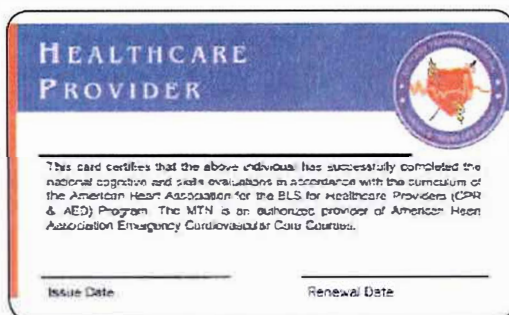 HEALTHCARE
PROVIDER
This card certifies that the above individual has successfully completed the
national cognitive and skills evaluations in accordance with the curriculum of
the American Heart Association for the BLS for Healthcare Providers (CPR
& AED) Program. The MTN is an authorized provider of American Heart
Association Emergency Cardiovascular Care Courses.
Issue Date
Renewal Date